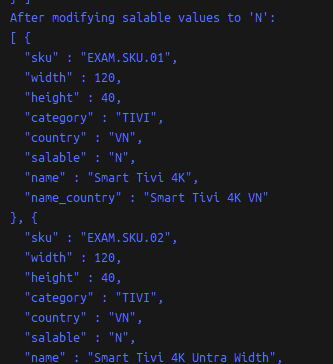 } ]
After modifying salable values to 'N':
[ {
"sku" : "EXAM.SKU.01",
"width" : 120,
"height" : 40,
"category" : "TIVI",
"country" : "VN",
"salable" : "N",
"name" : "Smart Tivi 4K",
"name_country" : "Smart Tivi 4K VN"
}, {
"sku" : "EXAM.SKU.02",
"width" : 120,
"height" : 40,
"category" : "TIVI",
"country" : "VN",
"salable" : "N",
"name" : "Smart Tivi 4K Untra Width",